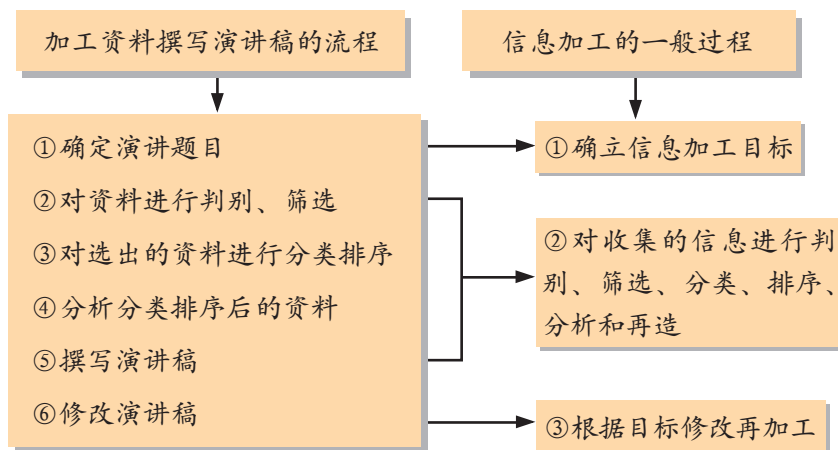 加工资料撰写演讲稿的流程
信息加工的一般过程
①确定演讲题目
②对资料进行判别、筛选
③对选出的资料进行分类排序
④分析分类排序后的资料
⑤撰写演讲稿
⑥修改演讲稿
①确立信息加工目标
②对收集的信息进行判
别、筛选、分类、排序、
分析和再造
③根据目标修改再加工